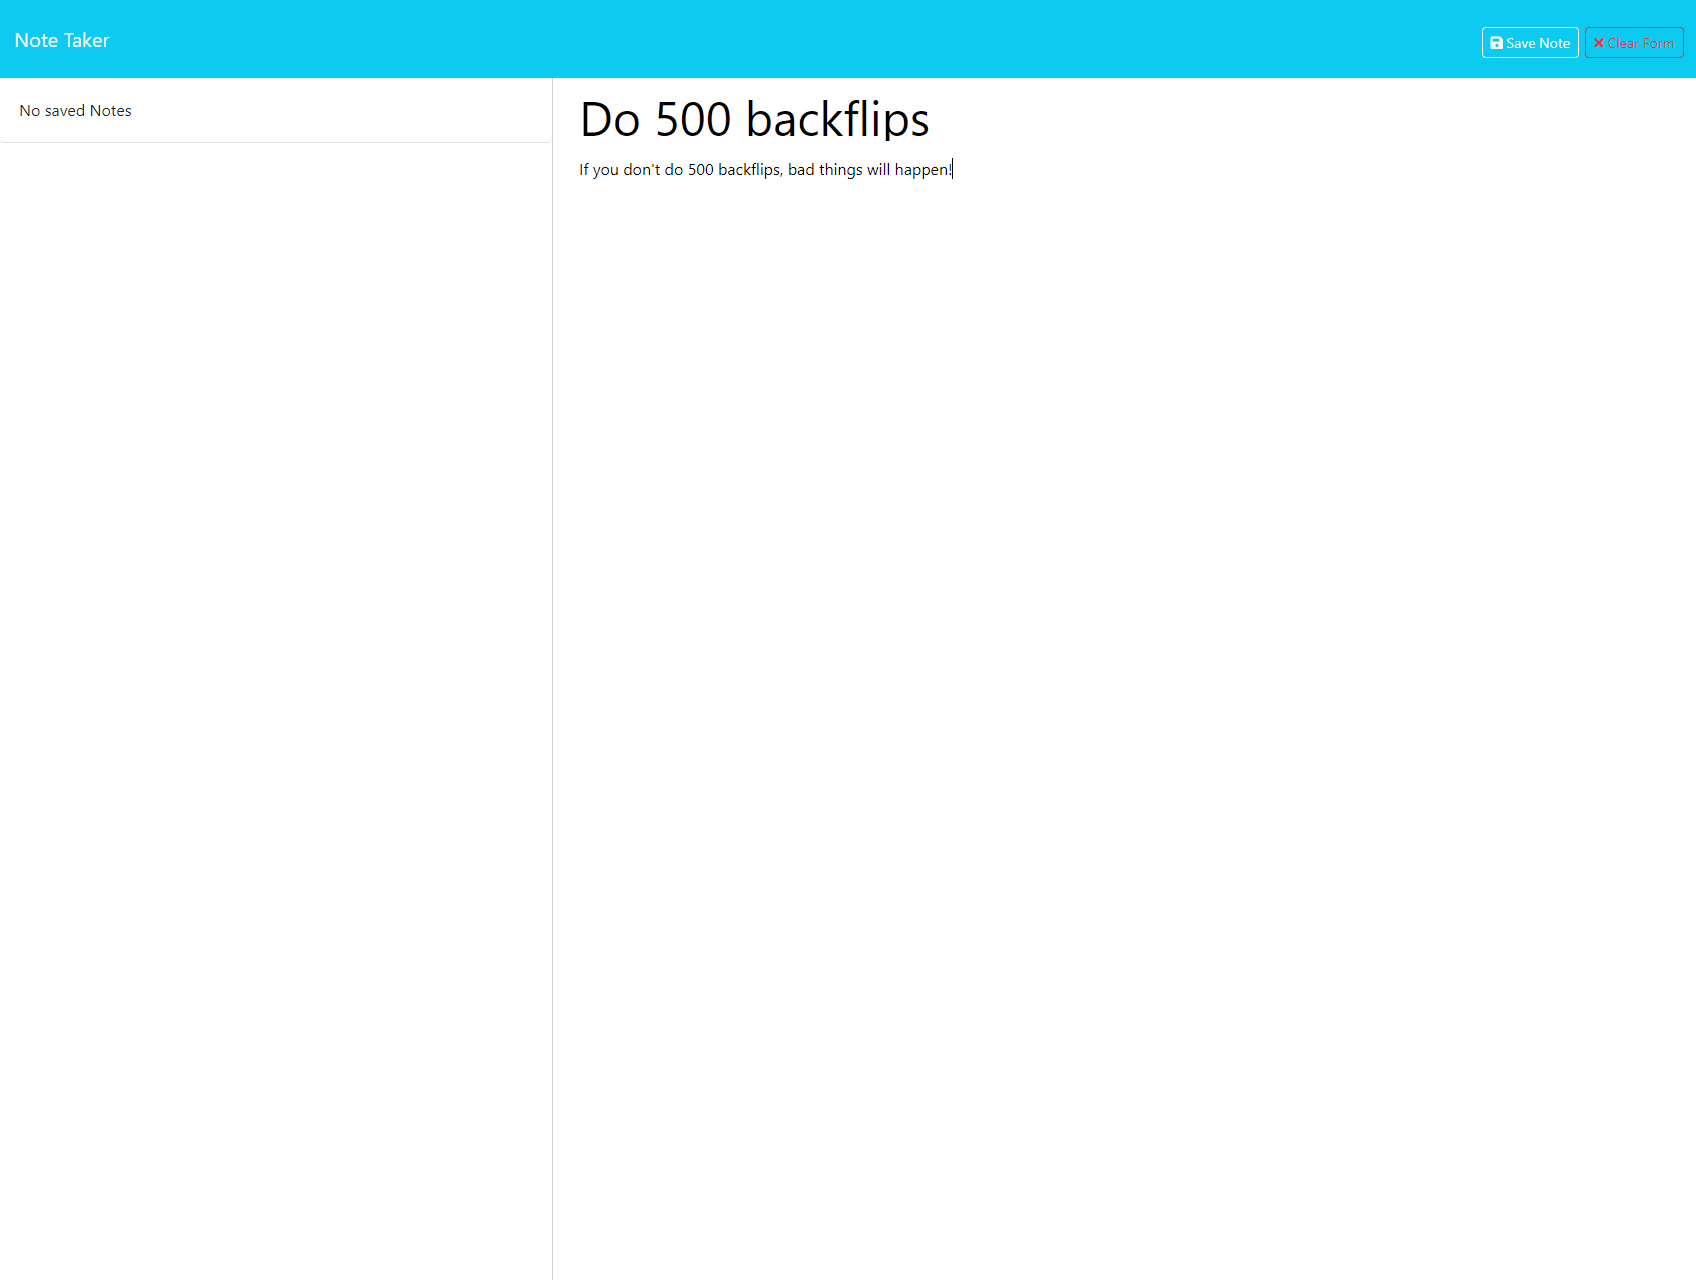 Note Taker
Save Note
Clear Form
No saved Notes
Do 500 backflips
If you don't do 500 backflips, bad things will happen!